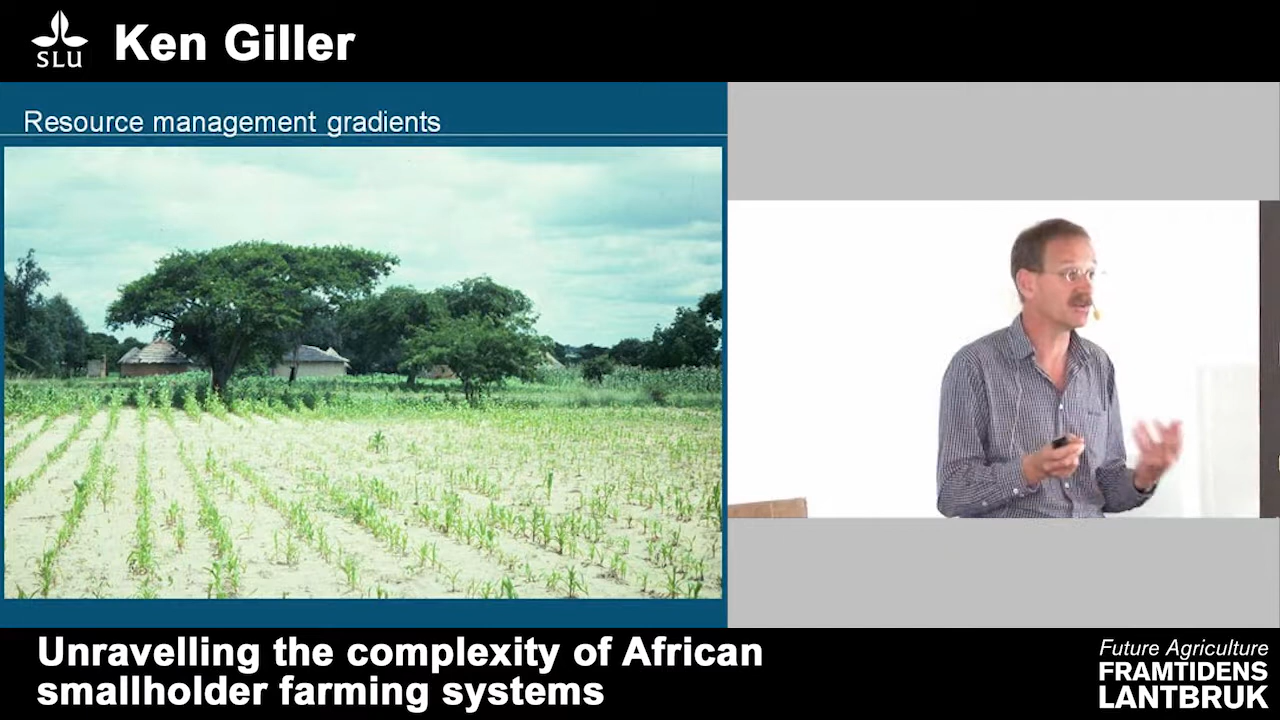 SLU
Ken Giller
Resource management gradients
Unravelling the complexity of African
smallholder farming systems
Future Agriculture
FRAMTIDENS
LANTBRUK